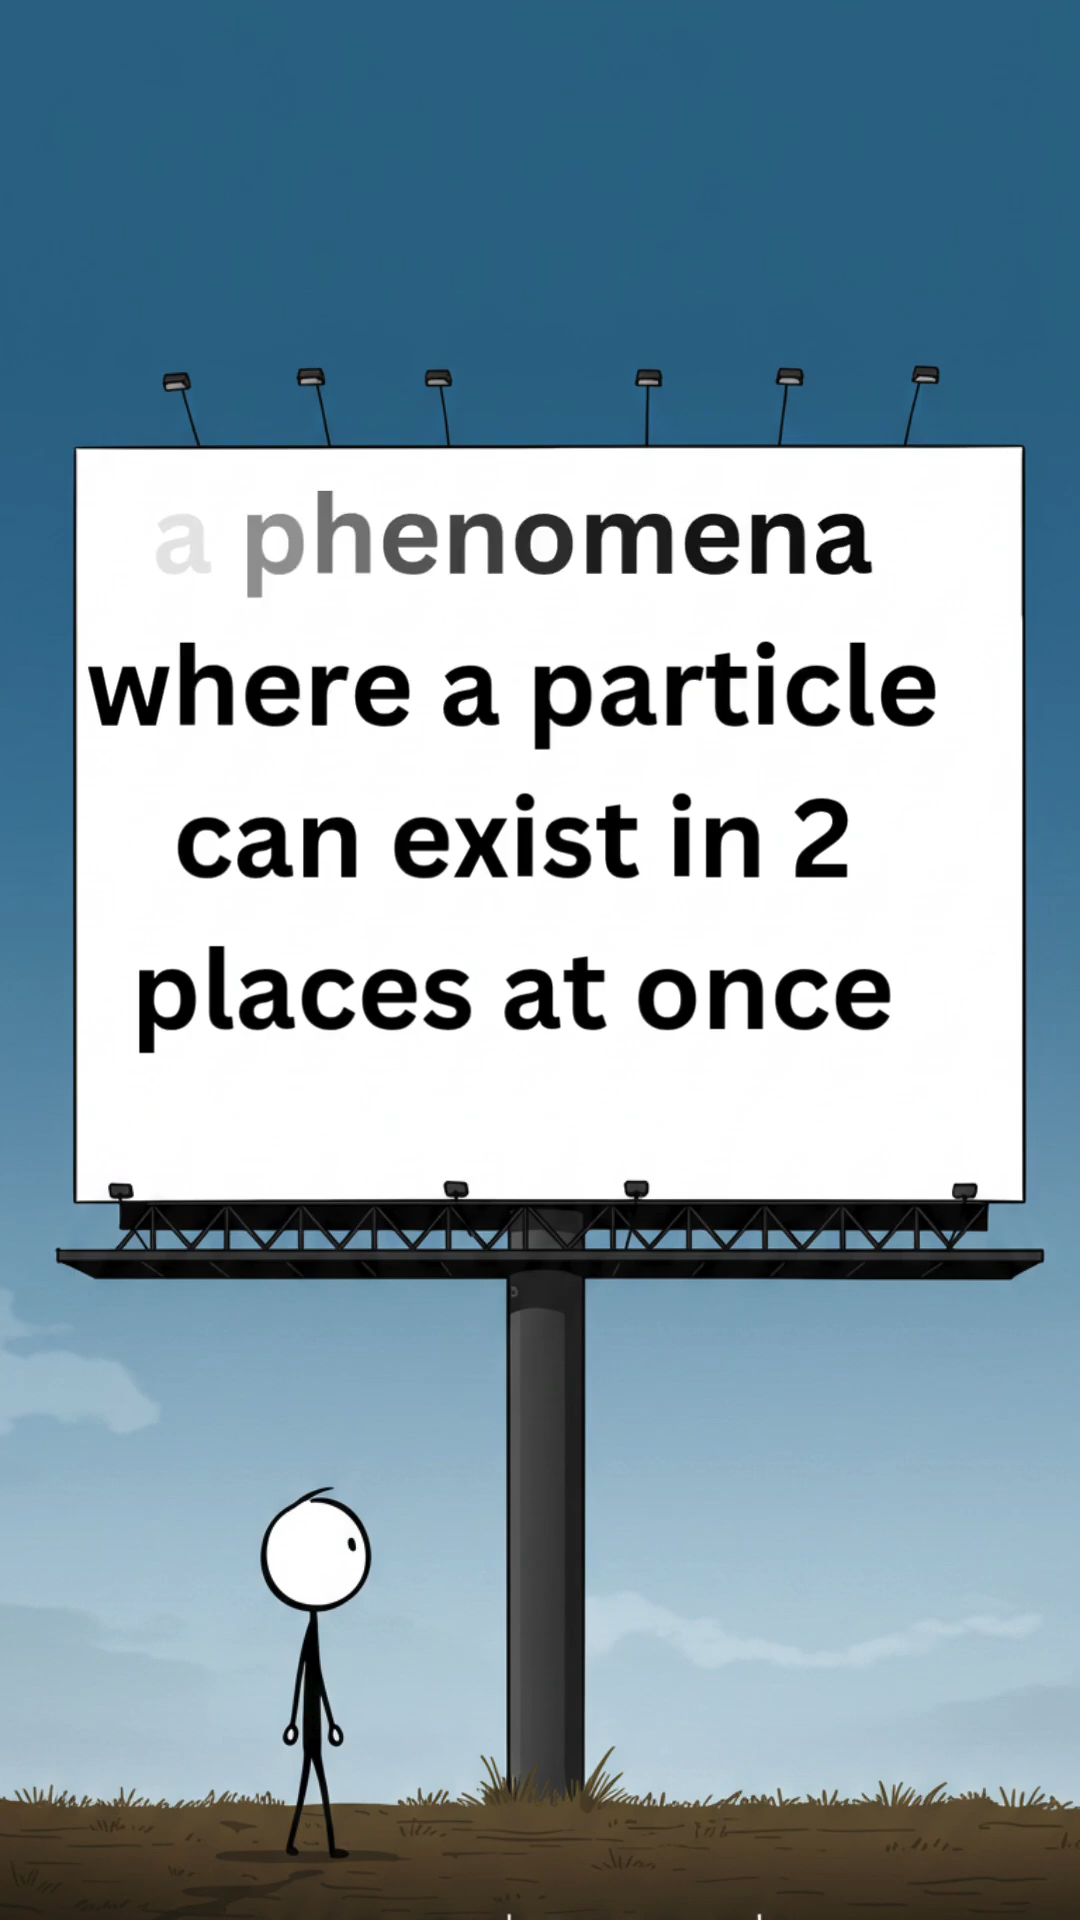 a phenomena
where a particle
can exist in 2
places at once